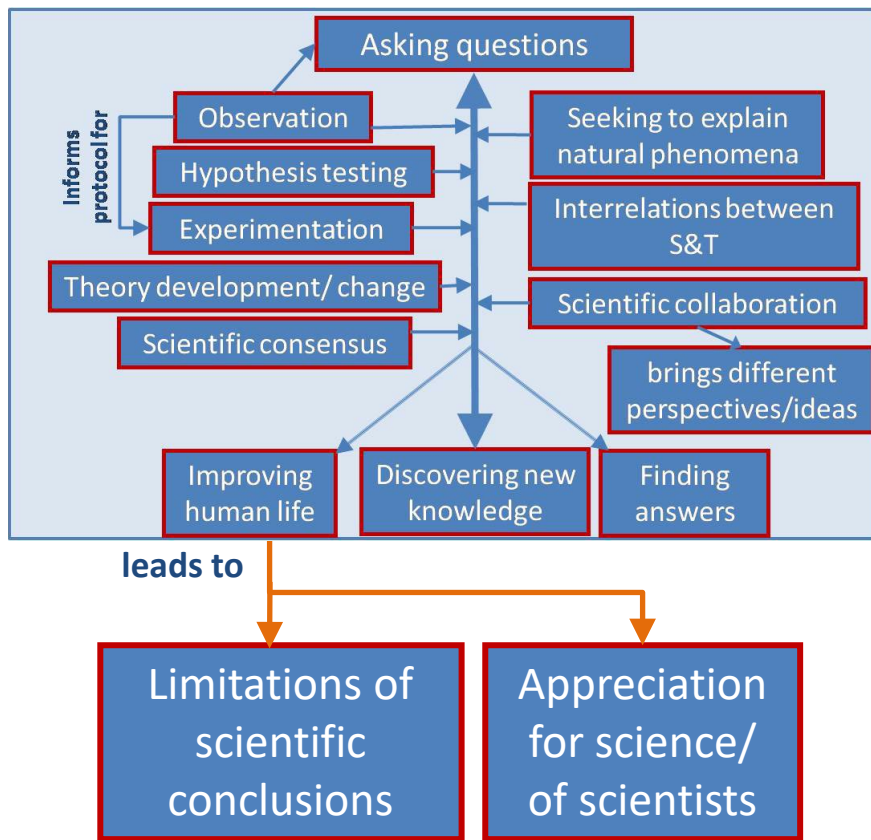 Asking questions
Observation
Seeking to explain
natural phenomena
Informs
protocol for
Hypothesis testing
Interrelations between
S&T
Experimentation
Theory development/ change
Scientific collaboration
Scientific consensus
brings different
perspectives/ideas
Improving
human life
Discovering new
knowledge
Finding
answers
leads to
Limitations of
scientific
conclusions
Appreciation
for science/
of scientists